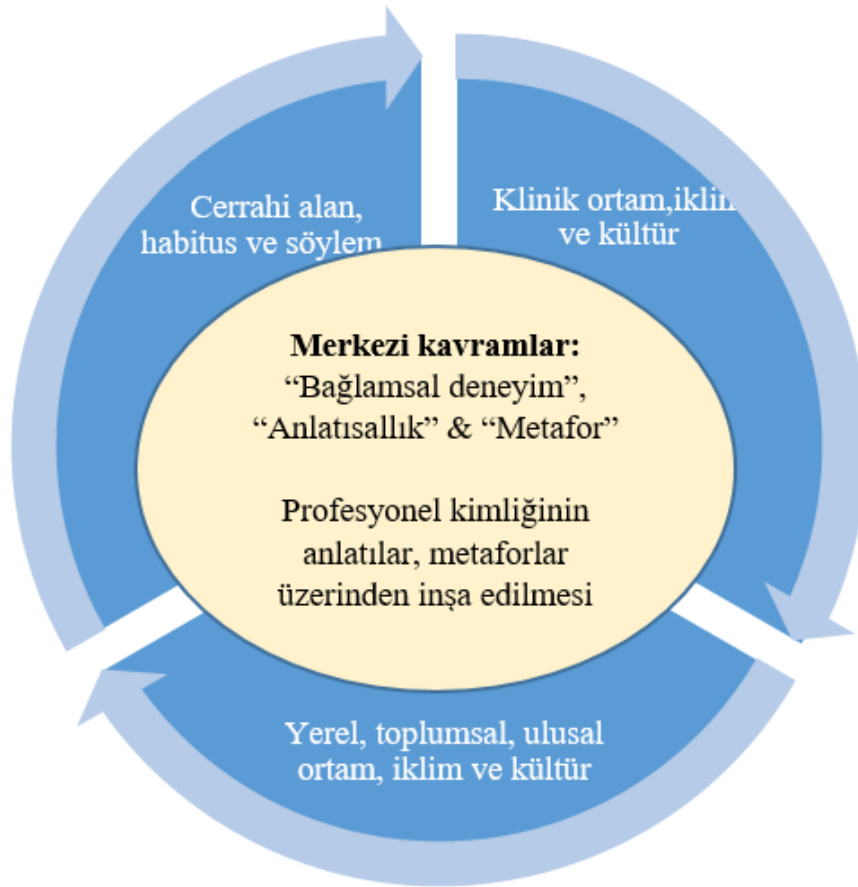 Cerrahi alan,
habitus ve söylem
Klinik ortam,iklim
ve kültür
Merkezi kavramlar:
“Bağlamsal deneyim”,
“Anlatısallık” & “Metafor”
Profesyonel kimliğinin
anlatılar, metaforlar
üzerinden inşa edilmesi
Yerel, toplumsal, ulusal
ortam, iklim ve kültür